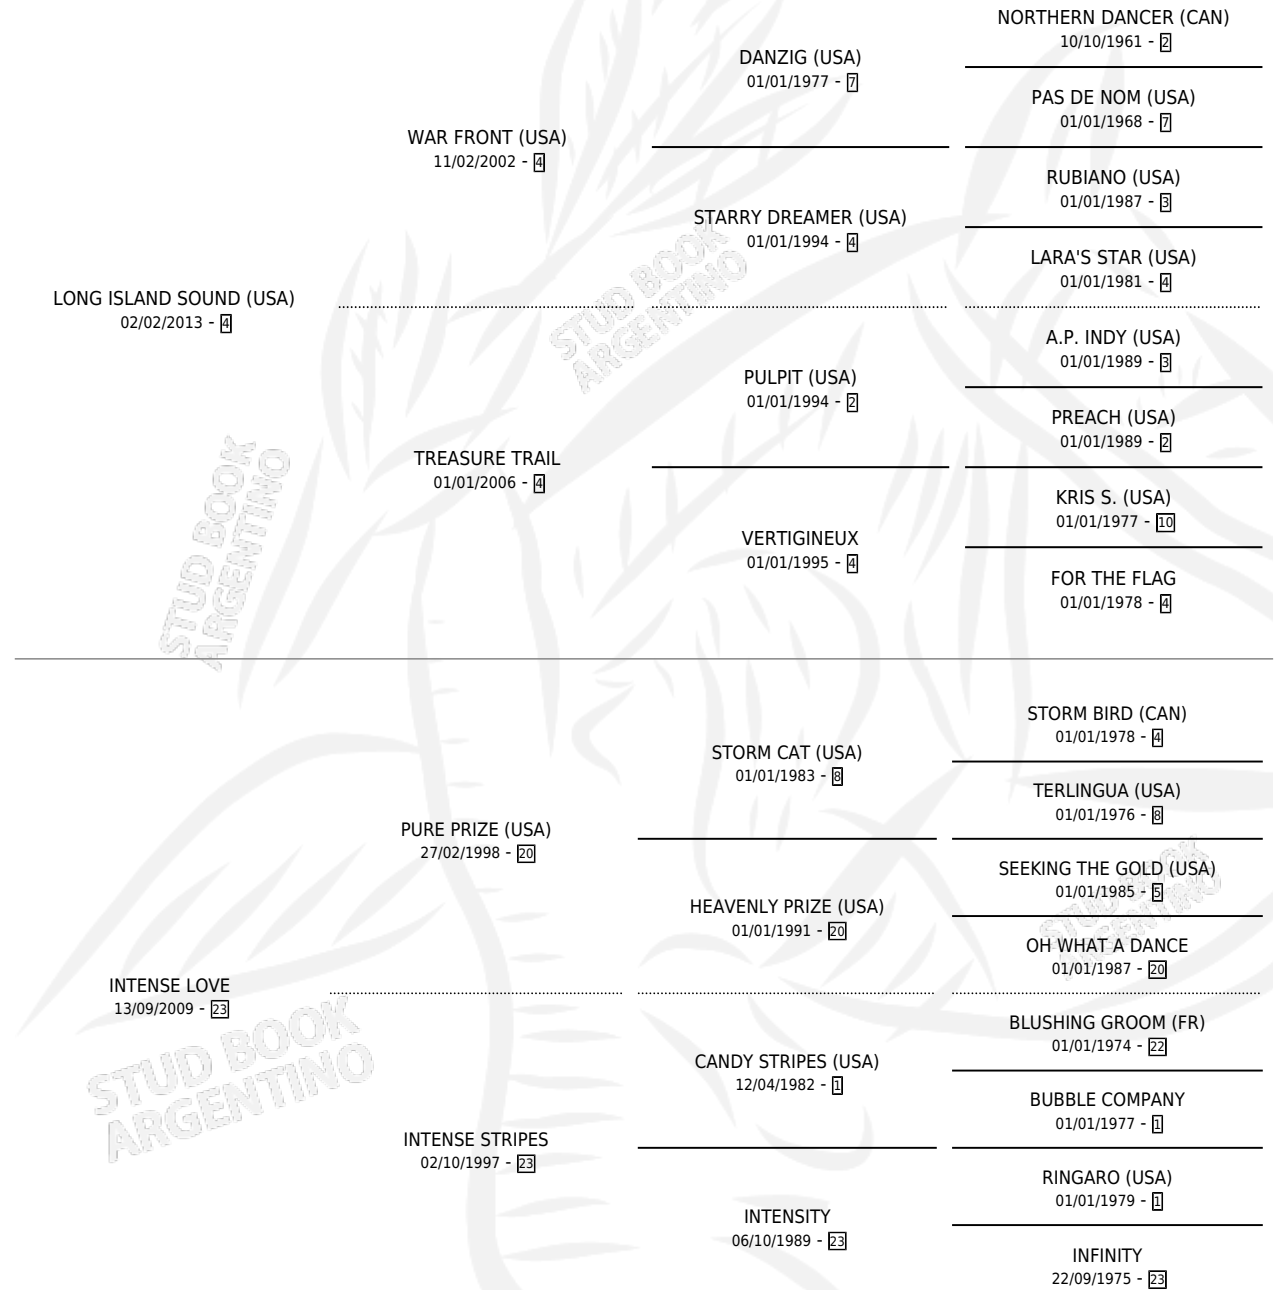 NORTHERN DANCER (CAN)
10/10/1961 - 2
DANZIG (USA)
01/01/1977 - 7
PAS DE NOM (USA)
01/01/1968 - 7
WAR FRONT (USA)
11/02/2002 - 4
RUBIANO (USA)
01/01/1987 - 3
STARRY DREAMER (USA)
01/01/1994 - 4
LARA'S STAR (USA)
01/01/1981 - 4
LONG ISLAND SOUND (USA)
02/02/2013 - 4
A.P. INDY (USA)
01/01/1989 - 3
PULPIT (USA)
01/01/1994 - 2
PREACH (USA)
01/01/1989 - 2
TREASURE TRAIL
01/01/2006 - 4
KRIS S. (USA)
01/01/1977 - 10
VERTIGINEUX
01/01/1995 - 4
FOR THE FLAG
01/01/1978 - 4
STORM BIRD (CAN)
01/01/1978 - 4
STORM CAT (USA)
01/01/1983 - 8
TERLINGUA (USA)
01/01/1976 - 8
PURE PRIZE (USA)
27/02/1998 - 20
SEEKING THE GOLD (USA)
01/01/1985 - 5
HEAVENLY PRIZE (USA)
01/01/1991 - 20
OH WHAT A DANCE
01/01/1987 - 20
INTENSE LOVE
13/09/2009 - 23
BLUSHING GROOM (FR)
01/01/1974 - 22
CANDY STRIPES (USA)
12/04/1982 - 1
BUBBLE COMPANY
01/01/1977 - 1
INTENSE STRIPES
02/10/1997 - 23
RINGARO (USA)
01/01/1979 - 1
INTENSITY
06/10/1989 - 23
INFINITY
22/09/1975 - 23
STUD BOOK
ARGENTINO
STUD BOOK
ARGENTINO
STUD BOOK
ARGENTINO
STUD BOOK
ARGENTINO